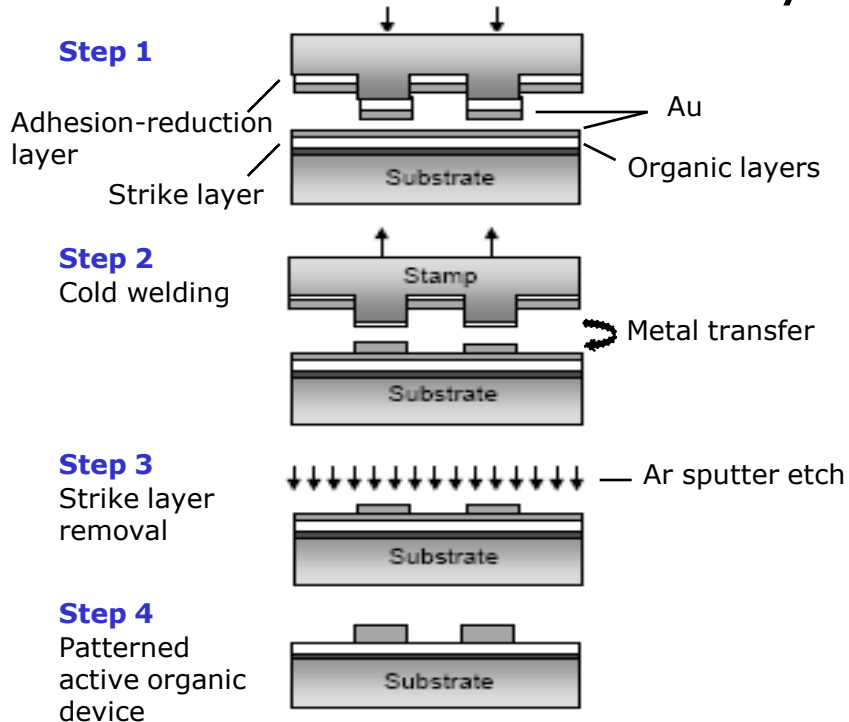 Step 1
Adhesion-reduction
layer
Au
Strike layer
Substrate
Organic layers
Step 2
Cold welding
Stamp
Metal transfer
Substrate
Step 3
Strike layer
removal
Ar sputter etch
Substrate
Step 4
Patterned
active organic
device
Substrate